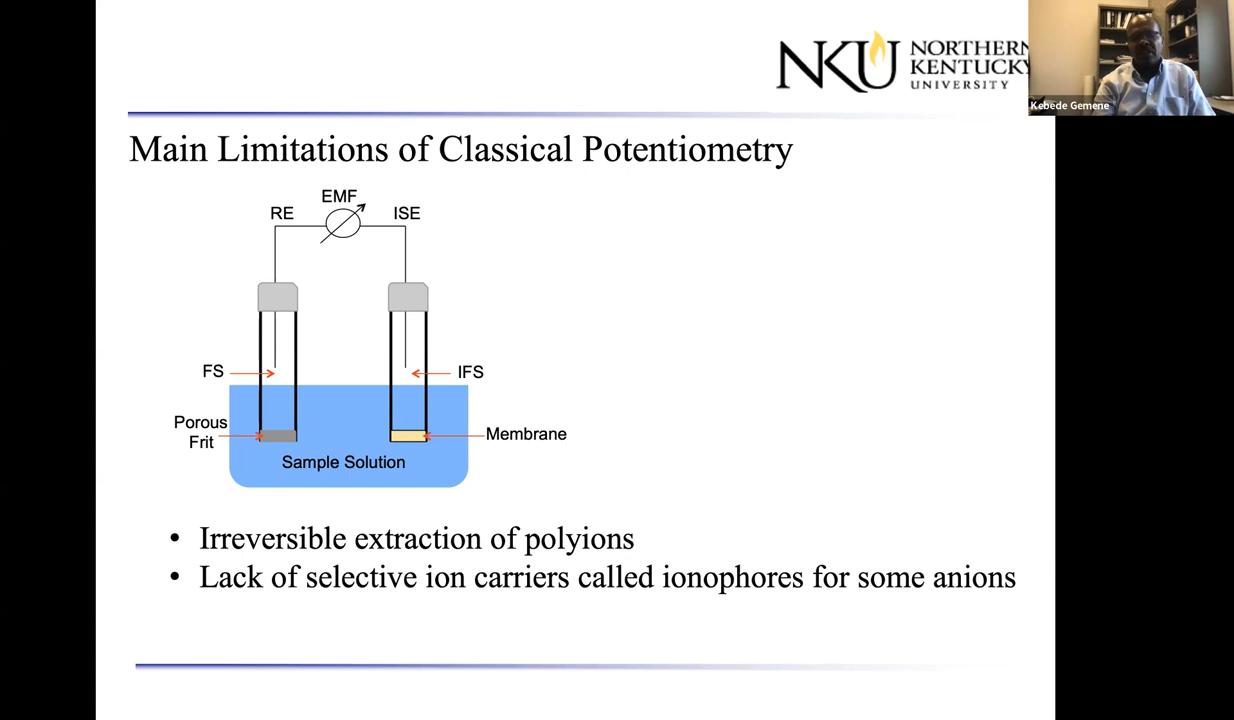 NKU NORTHERN
KENTUCKY
UNIVERSITY
Kebede Gemene
Main Limitations of Classical Potentiometry
EMF
RE
ISE
FS
IFS
Porous
Frit
Membrane
Sample Solution
• Irreversible extraction of polyions
• Lack of selective ion carriers called ionophores for some anions